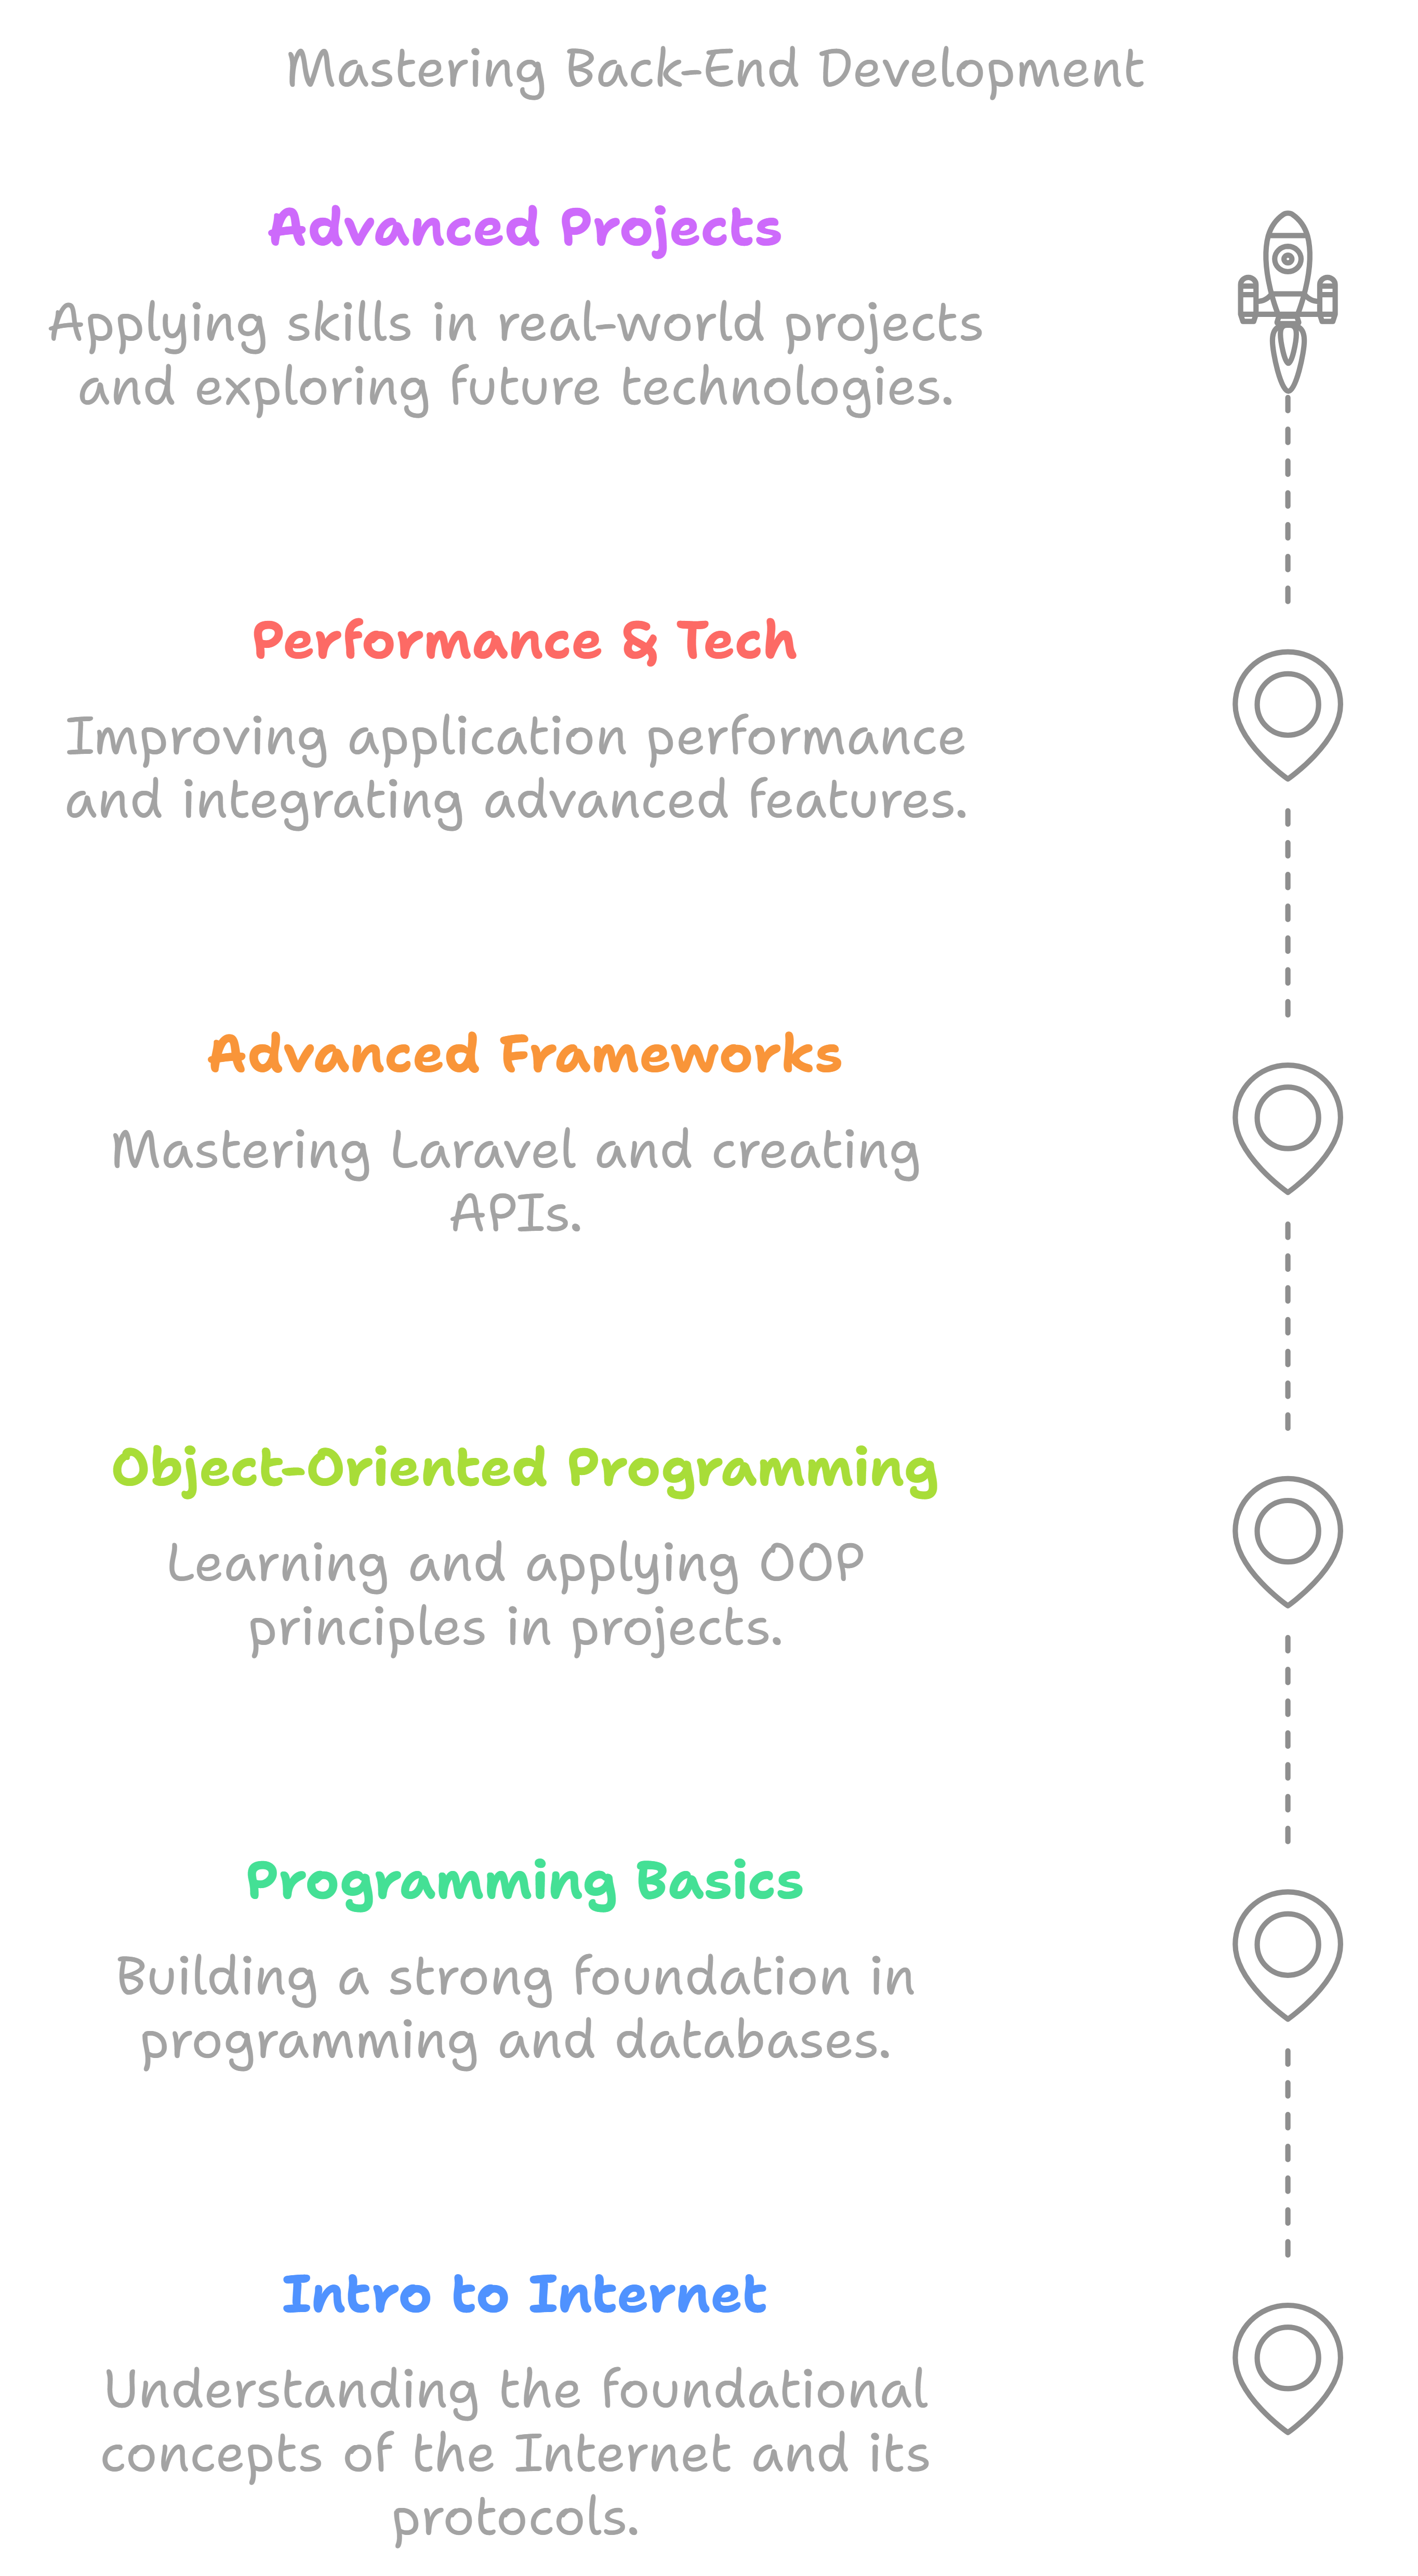 Mastering Back-End Development
Advanced Projects
Applying skills in real-world projects
and exploring future technologies.
Performance & Tech
Improving application performance
and integrating advanced features.
Advanced Frameworks
Mastering Laravel and creating
APIs.
Object-Oriented Programming
Learning and applying OOP
principles in projects.
Programming Basics
Building a strong foundation in
programming and databases.
Intro to Internet
Understanding the foundational
concepts of the Internet and its
protocols.